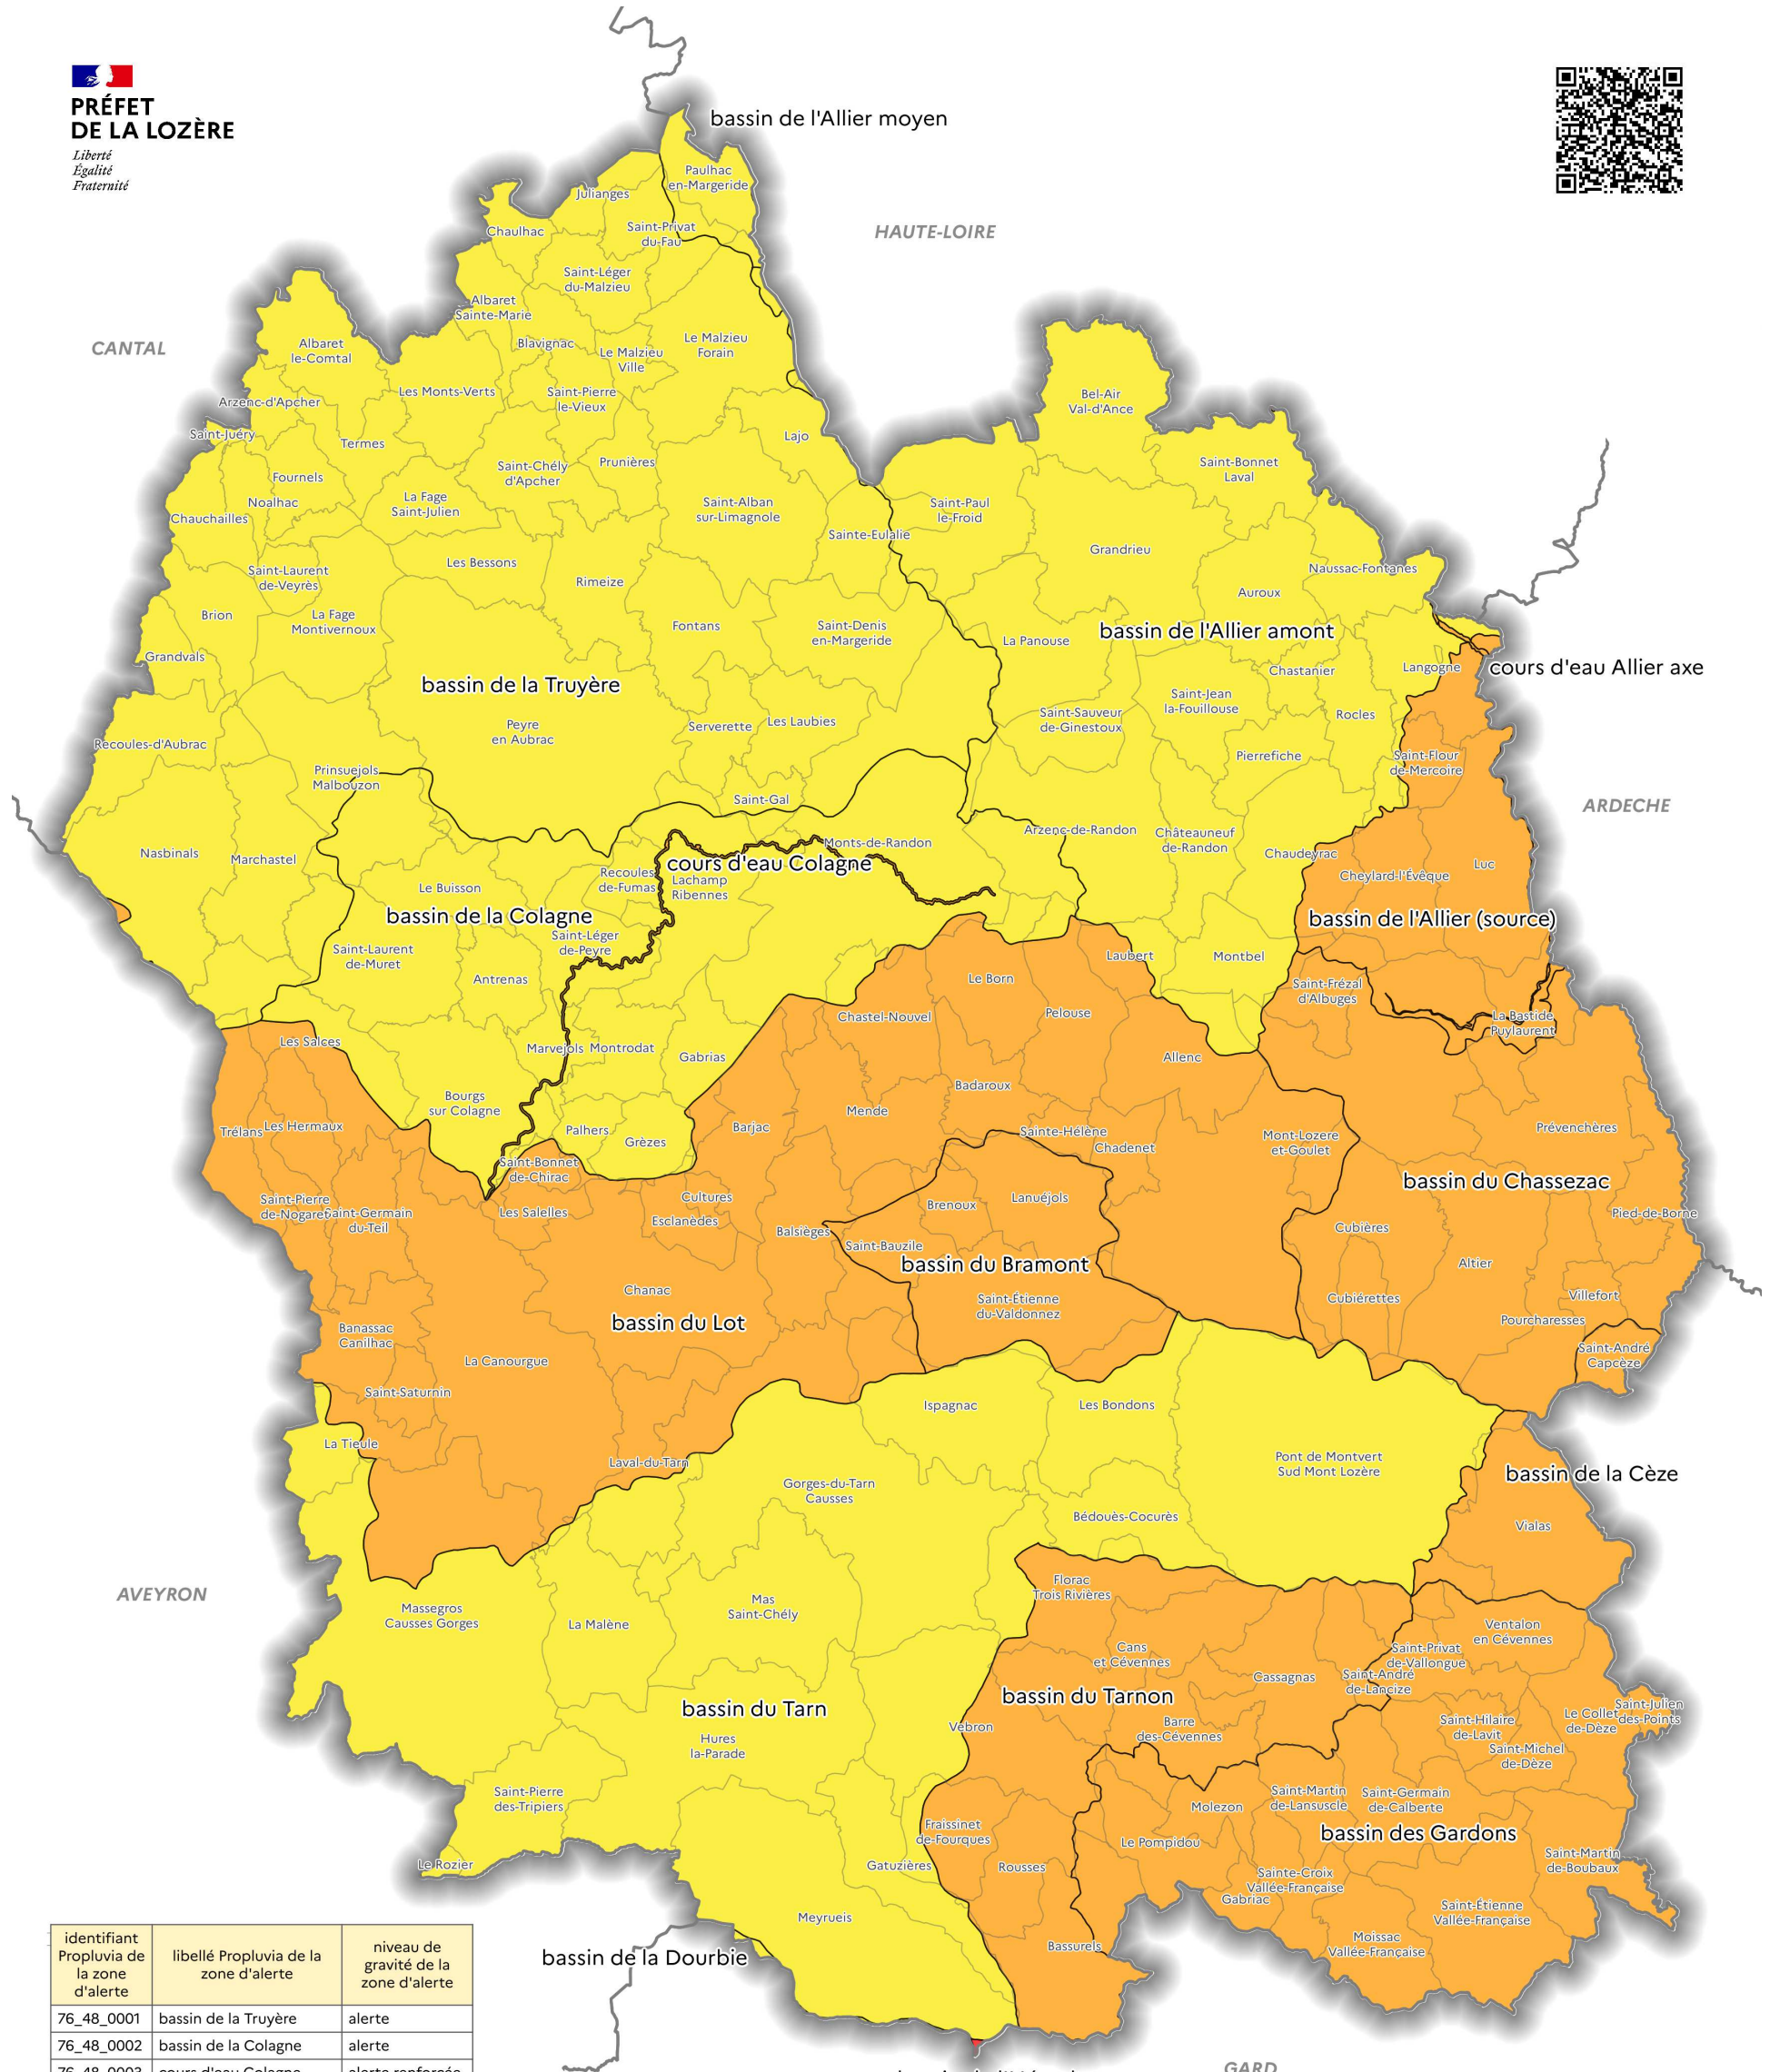 PRÉFET
DE LA LOZÈRE
Liberté
Égalité
Fraternité
bassin de l'Allier moyen
HAUTE-LOIRE
CANTAL
Paulhac
en-Margeride
Julianges
Chaulhac
Saint-Privat
du-Fau
Saint-Léger
du-Malzieu
Albaret
Sainte-Marie
Albaret
le-Comtal
Blavignac
Le Malzieu
Ville
Le Malzieu
Forain
Les Monts-Verts
Saint-Pierre
le-Vieux
Bel-Air
Val-d'Ance
Arzenc-d'Apcher
Saint-Juéry
Termes
Lajo
Fournels
Saint-Chély
d'Apcher
Prunières
Saint-Bonnet
Laval
Noalhac
La Fage
Saint-Julien
Saint-Alban
sur-Limagnole
Saint-Paul
le-Froid
Chauchailles
Sainte-Eulalie
Grandrieu
Saint-Laurent
de-Veyrès
Les Bessons
Rimeize
Naussac-Fontanes
Auroux
Brion
La Fage
Montivernoux
Fontans
Saint-Denis
en-Margeride
La Panouse
bassin de l'Allier amont
Grandvals
Chastanier
Langogne
cours d'eau Allier axe
bassin de la Truyère
Saint-Jean
la-Fouillouse
Peyre
en Aubrac
Serverette
Les Laubies
Saint-Sauveur
de-Ginestoux
Rocles
Recoules-d'Aubrac
Pierrefiche
Saint-Flour
de-Mercoire
Prinsuejols
Malbouzon
Saint-Gal
ARDECHE
Arzenc-de-Randon
Châteauneuf
de-Randon
Monts-de-Randon
Nasbinals
Marchastel
Chaudeyrac
Luc
cours d'eau Colagne
Recoules
de-Fumas
Lachamp
Ribennes
Cheylard-l'Évêque
Le Buisson
bassin de la Colagne
bassin de l'Allier (source)
Saint-Léger
de-Peyre
Saint-Laurent
de-Muret
Antrenas
Laubert
Montbel
Le Born
Saint-Frézal
d'Albuges
Chastel-Nouvel
Pelouse
La Bastide
Puylaurent
Les Salces
Marvejols
Montrodat
Gabrias
Allenc
Badaroux
Bourgs
sur Colagne
Mende
Trélans
Les Hermaux
Palhers
Grèzes
Barjac
Sainte-Hélène
Chadenet
Mont-Lozere
et-Goulet
Prévenchères
Saint-Bonnet
de-Chirac
bassin du Chassezac
Saint-Pierre
de-Nogaret
Saint-Germain
du-Teil
Les Salelles
Cultures
Esclanèdes
Brenoux
Lanuéjols
Pied-de-Borne
Balsièges
Saint-Bauzile
Cubières
bassin du Bramont
Altier
Chanac
Saint-Étienne
du-Valdonnez
Cubiérettes
Villefort
bassin du Lot
Pourcharesses
Banassac
Canilhac
La Canourgue
Saint-André
Capcèze
Saint-Saturnin
Ispagnac
Les Bondons
La Tieule
Laval-du-Tarn
Pont de Montvert
Sud Mont Lozère
bassin de la Cèze
Gorges-du-Tarn
Causses
Bédouès-Cocurès
Vialas
AVEYRON
Florac
Trois Rivières
Massegros
Causses Gorges
La Malène
Mas
Saint-Chély
Ventalon
en Cévennes
Cans
et Cévennes
Saint-Privat
de-Vallongue
Cassagnas
Saint-André
de-Lancize
bassin du Tarn
bassin du Tarnon
Vebron
Barre
des-Cévennes
Saint-Hilaire
de-Lavit
Le Collet
de-Dèze
Saint-Julien
des-Points
Hures
la-Parade
Saint-Michel
de-Dèze
Saint-Pierre
des-Tripiers
Molezon
Saint-Martin
de-Lansuscle
Saint-Germain
de-Calberte
Fraissinet
de-Fourques
Le Pompidou
bassin des Gardons
Le Rozier
Gatuzières
Rousses
Saint-Martin
de-Boubaux
Sainte-Croix
Vallée-Française
Gabriac
Meyrueis
Saint-Étienne
Vallée-Française
Bassurels
Moissac
Vallée-Française
bassin de la Dourbie
identifiant
Propluvia de
la zone
d'alerte
libellé Propluvia de la
zone d'alerte
niveau de
gravité de la
zone d'alerte
76_48_0001 bassin de la Truyère alerte
76_48_0002 bassin de la Colagne alerte
76_48_0003 cours d'eau Colagne alerte renforcée
GARD